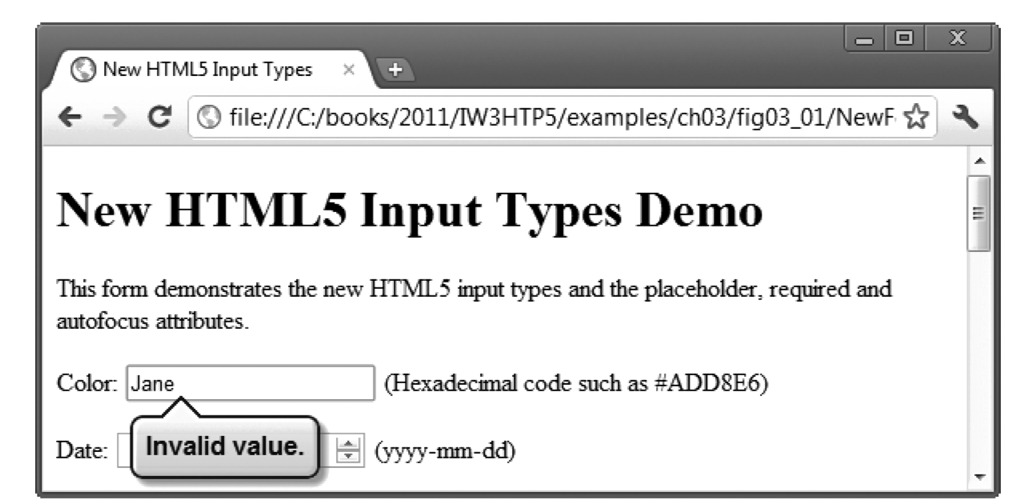 New HTML5 Input Types
file:///C:/books/2011/IW3HTP5/examples/ch03/fig03_01/NewF
New HTML5 Input Types Demo
This form demonstrates the new HTML5 input types and the placeholder, required and
autofocus attributes.
Color: Jane (Hexadecimal code such as #ADD8E6)
Invalid value.
Date: (yyyy-mm-dd)